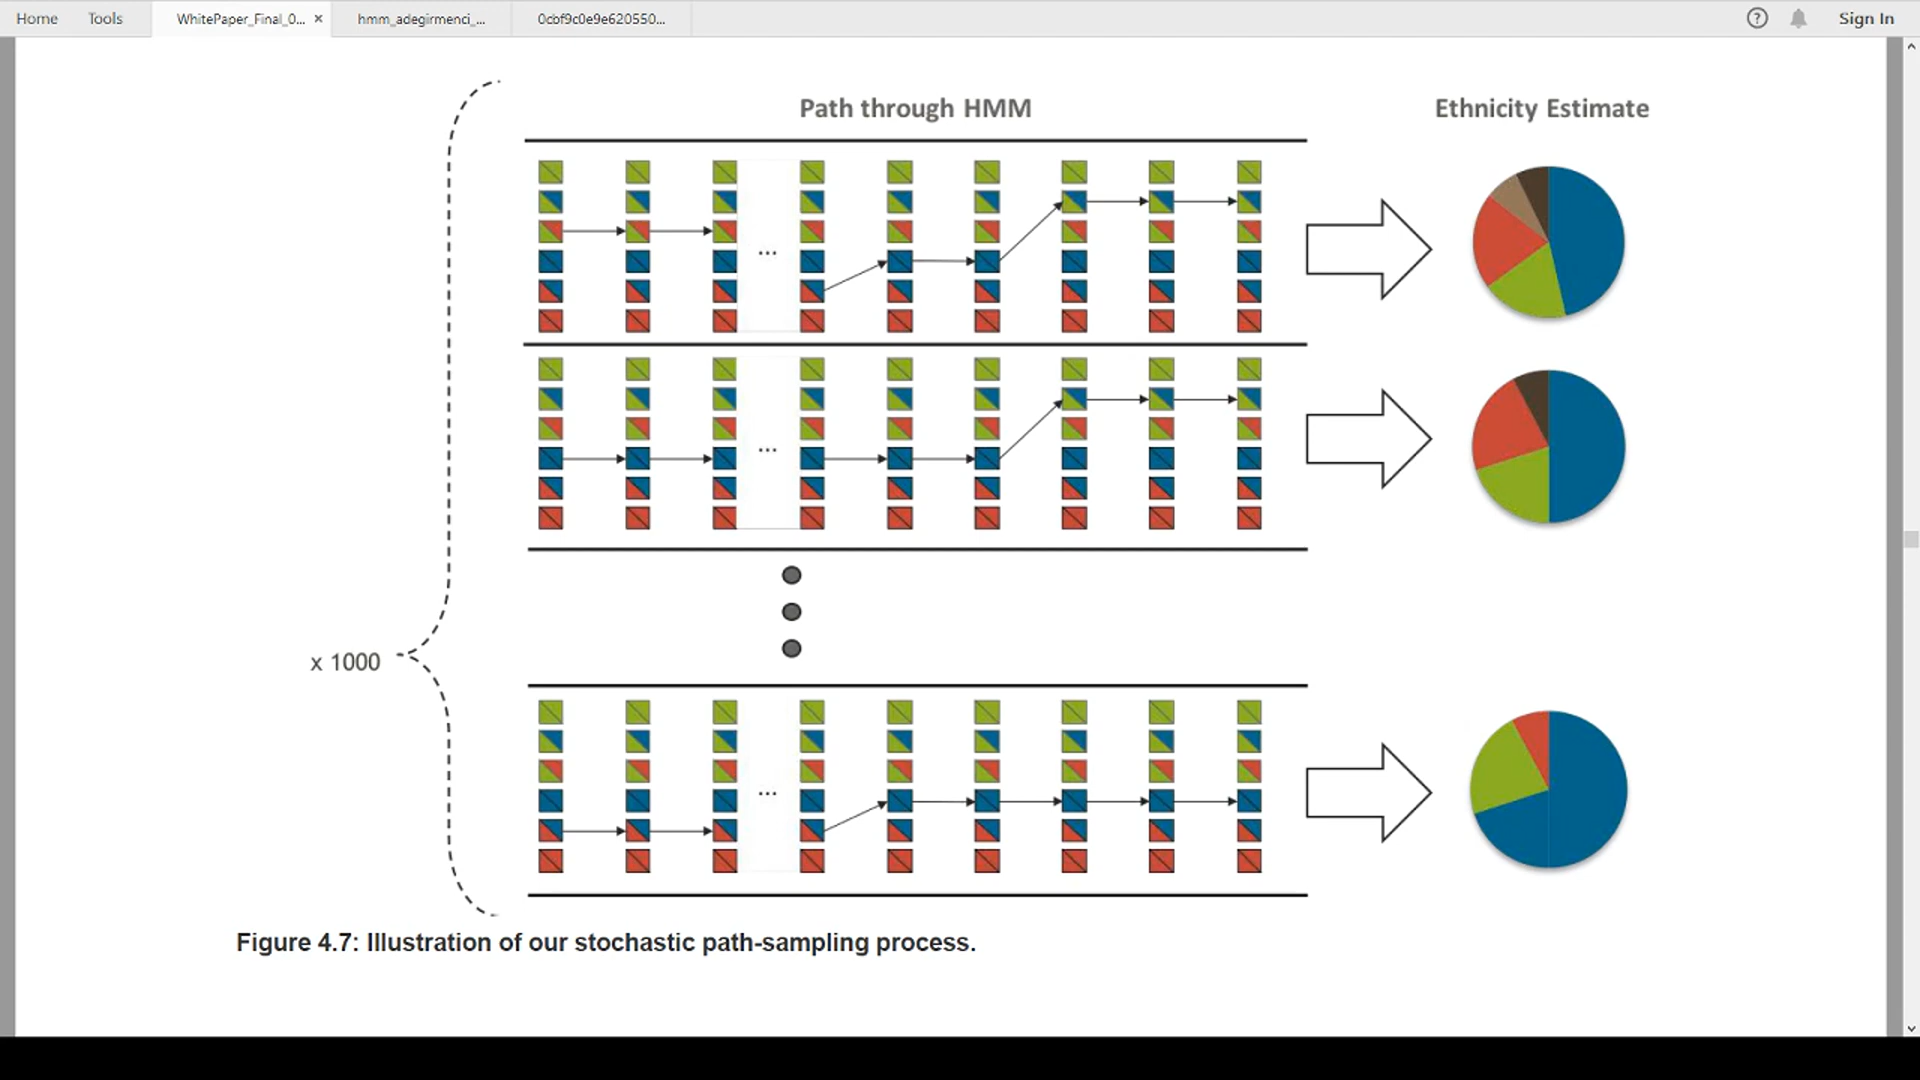 Home Tools WhitePaper_Final_0... × hmm_adegirmenci_... 0cbf9c0e9e620550... ? Sign In
Path through HMM Ethnicity Estimate
...
...
x 1000
...
Figure 4.7: Illustration of our stochastic path-sampling process.